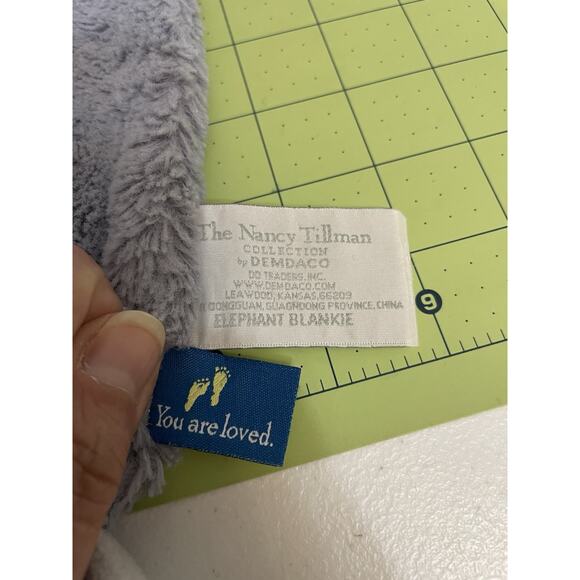 The Nancy Tillman
COLLECTION
by DEMDACO
DD TRADERS, INC.
WWW.DEMDACO.COM
LEAWOOD, KANSAS, 66209
DONGGUAN, GUAGNDONG PROVINCE, CHINA
ELEPHANT BLANKIE
You are loved.
9